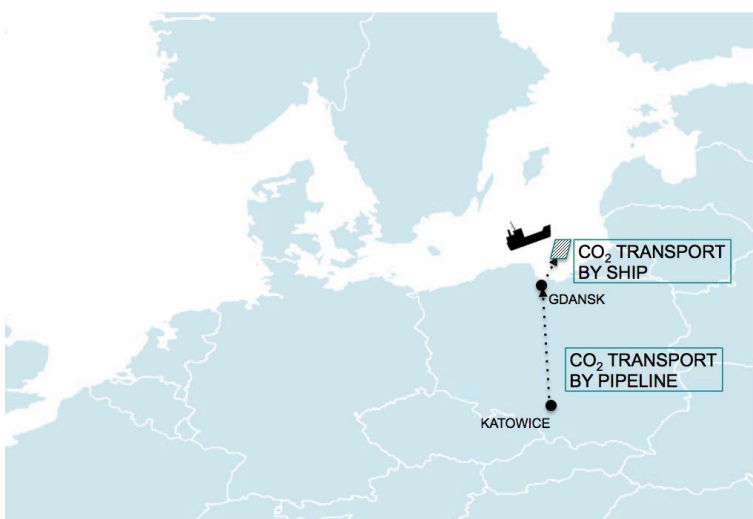 CO₂ TRANSPORT
BY SHIP
GDANSK
CO₂ TRANSPORT
BY PIPELINE
KATOWICE